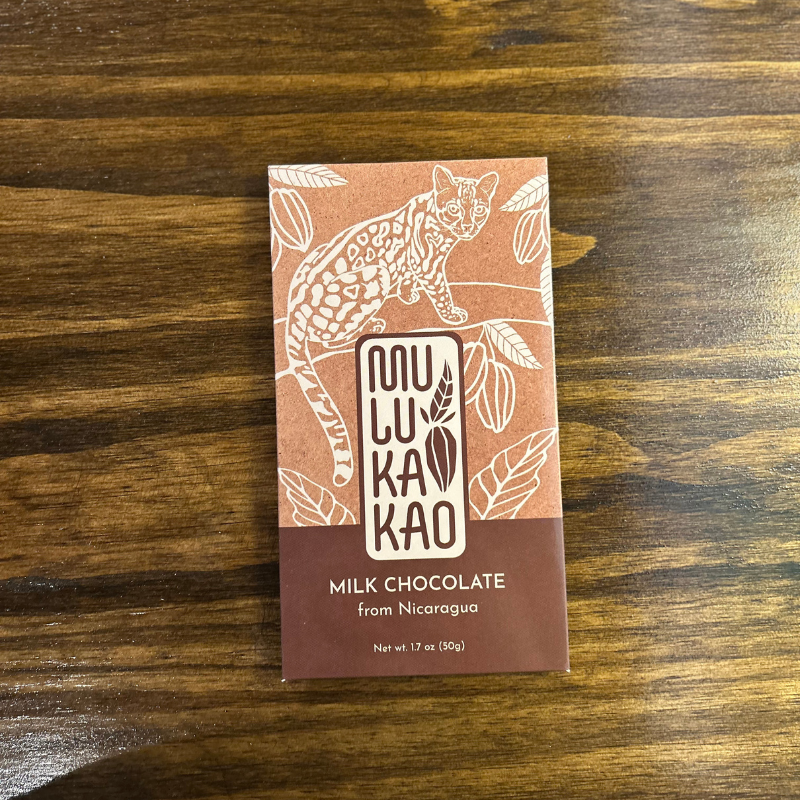 MU
LU
KA
KAO
MILK CHOCOLATE
from Nicaragua
Net wt. 1.7 oz (50g)